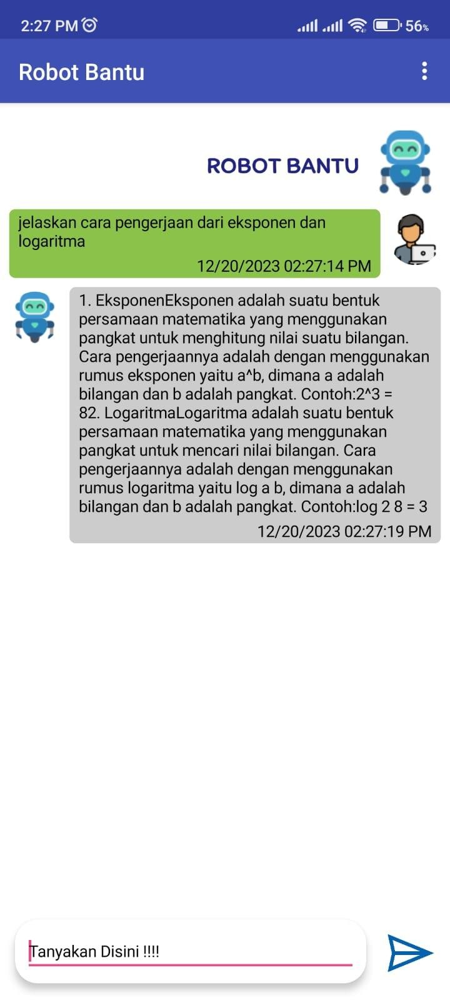 2:27 PM
56%
Robot Bantu
ROBOT BANTU
jelaskan cara pengerjaan dari eksponen dan
logaritma
12/20/2023 02:27:14 PM
1. EksponenEksponen adalah suatu bentuk
persamaan matematika yang menggunakan
pangkat untuk menghitung nilai suatu bilangan.
Cara pengerjaannya adalah dengan menggunakan
rumus eksponen yaitu a^b, dimana a adalah
bilangan dan b adalah pangkat. Contoh:2^3 =
82. LogaritmaLogaritma adalah suatu bentuk
persamaan matematika yang menggunakan
pangkat untuk mencari nilai bilangan. Cara
pengerjaannya adalah dengan menggunakan
rumus logaritma yaitu log a b, dimana a adalah
bilangan dan b adalah pangkat. Contoh:log 2 8 = 3
12/20/2023 02:27:19 PM
Tanyakan Disini !!!!